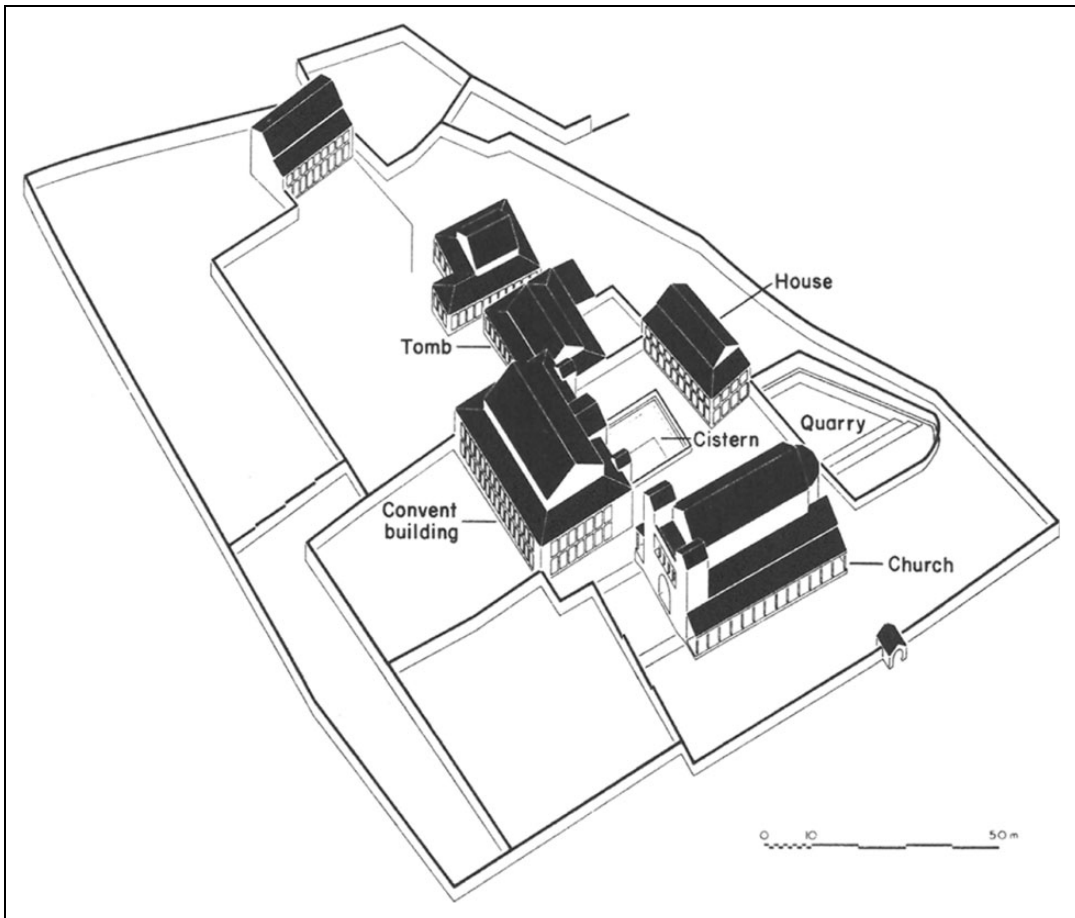 House
Tomb
Quarry
Cistern
Convent
building
Church
0 10 50 m